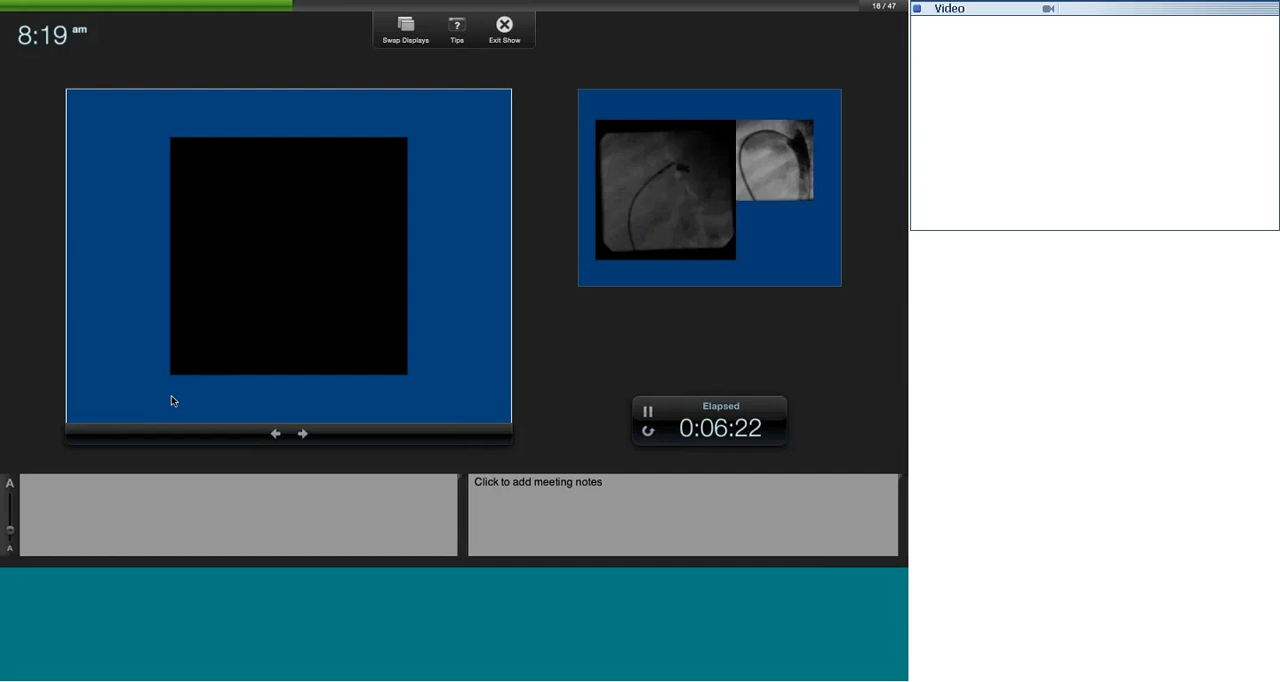 16 / 47
Video
8:19 am
Swap Displays
Tips
Exit Show
Elapsed
0:06:22
A
A
Click to add meeting notes